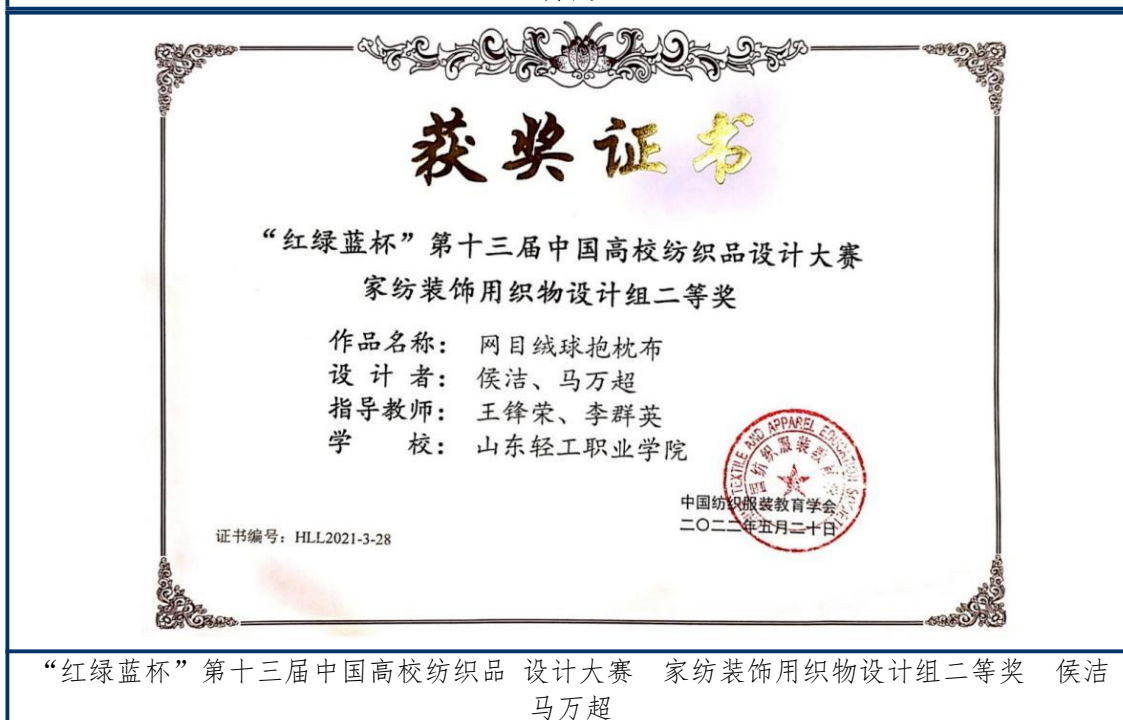 获奖证书
“红绿蓝杯”第十三届中国高校纺织品设计大赛
家纺装饰用织物设计组二等奖
作品名称： 网目绒球抱枕布
设 计 者： 侯洁、马万超
指导教师： 王锋荣、李群英
学 校： 山东轻工职业学院
TEXTILE AND APPAREL EDUCATION SOCIETY
中国纺织服装教育学会
二〇二二年五月二十日
证书编号：HLL2021-3-28
“红绿蓝杯”第十三届中国高校纺织品 设计大赛 家纺装饰用织物设计组二等奖 侯洁
马万超